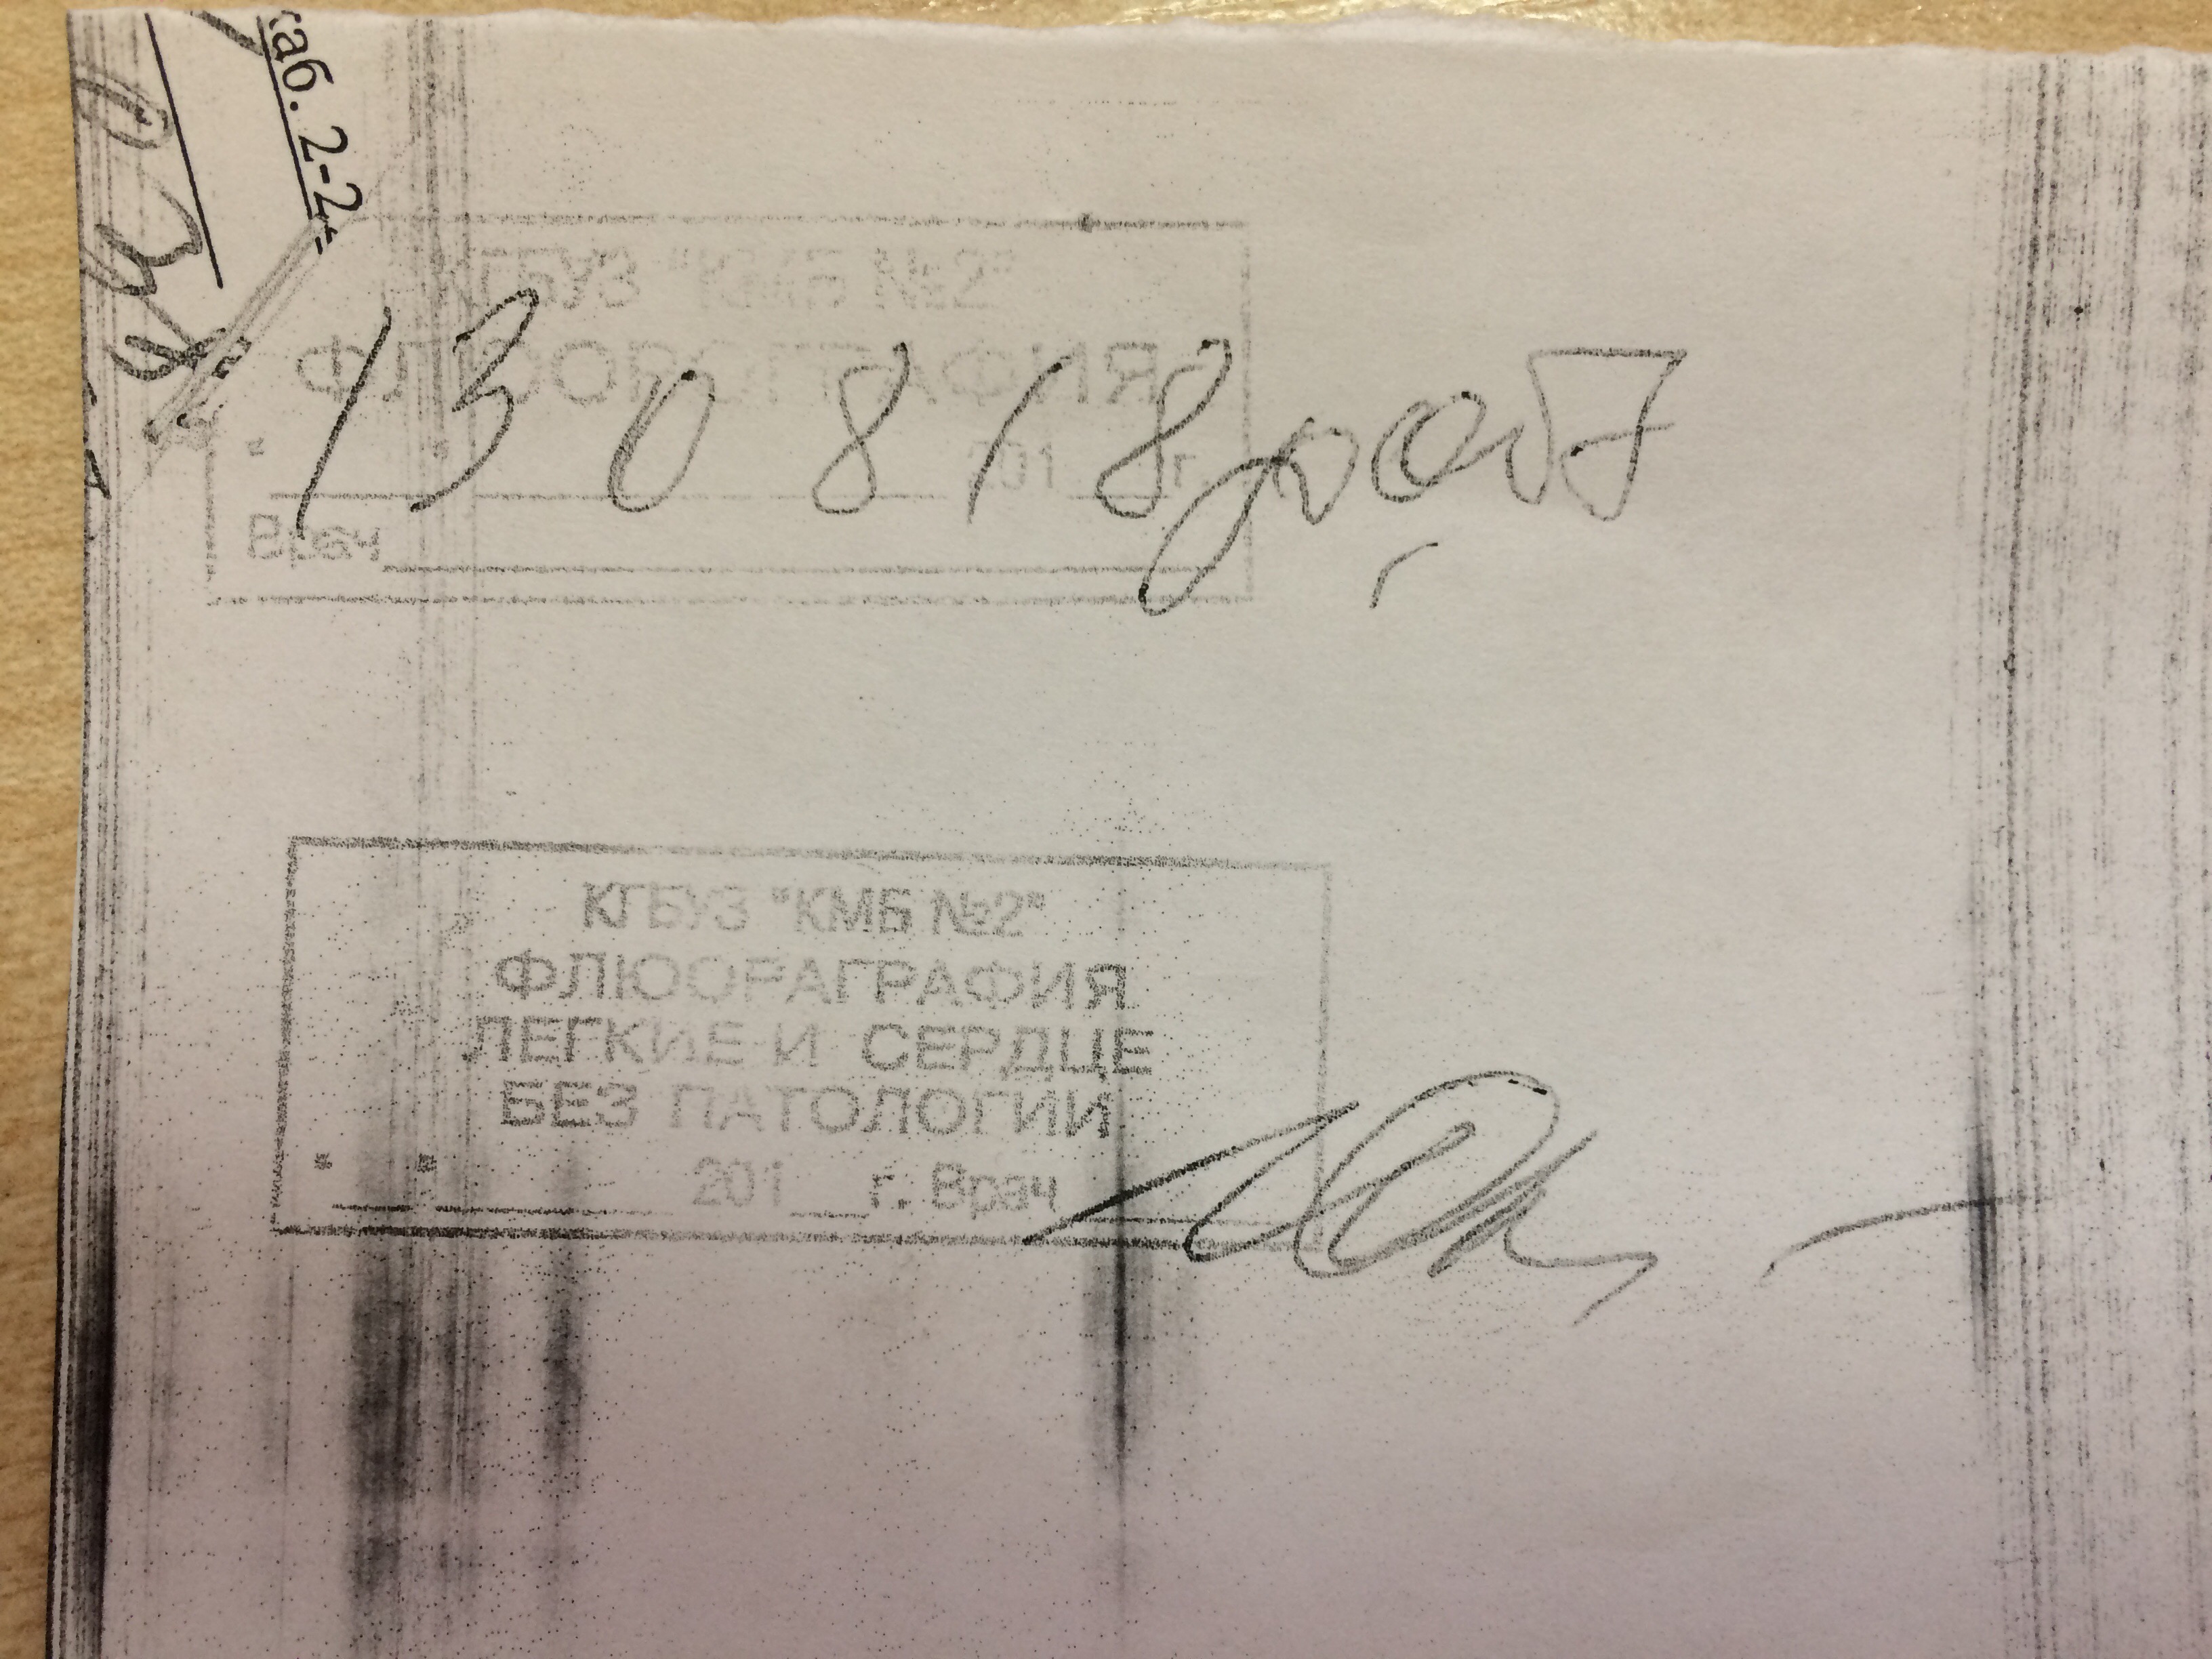 каб. 2-2
КГБУЗ "КМБ №2"
ФЛЮОРОГРАФИЯ
13 08 18
201 г.
Врач
КГБУЗ "КМБ №2"
ФЛЮОРАГРАФИЯ
ЛЕГКИЕ И СЕРДЦЕ
БЕЗ ПАТОЛОГИИ
" " 201 г. Врач